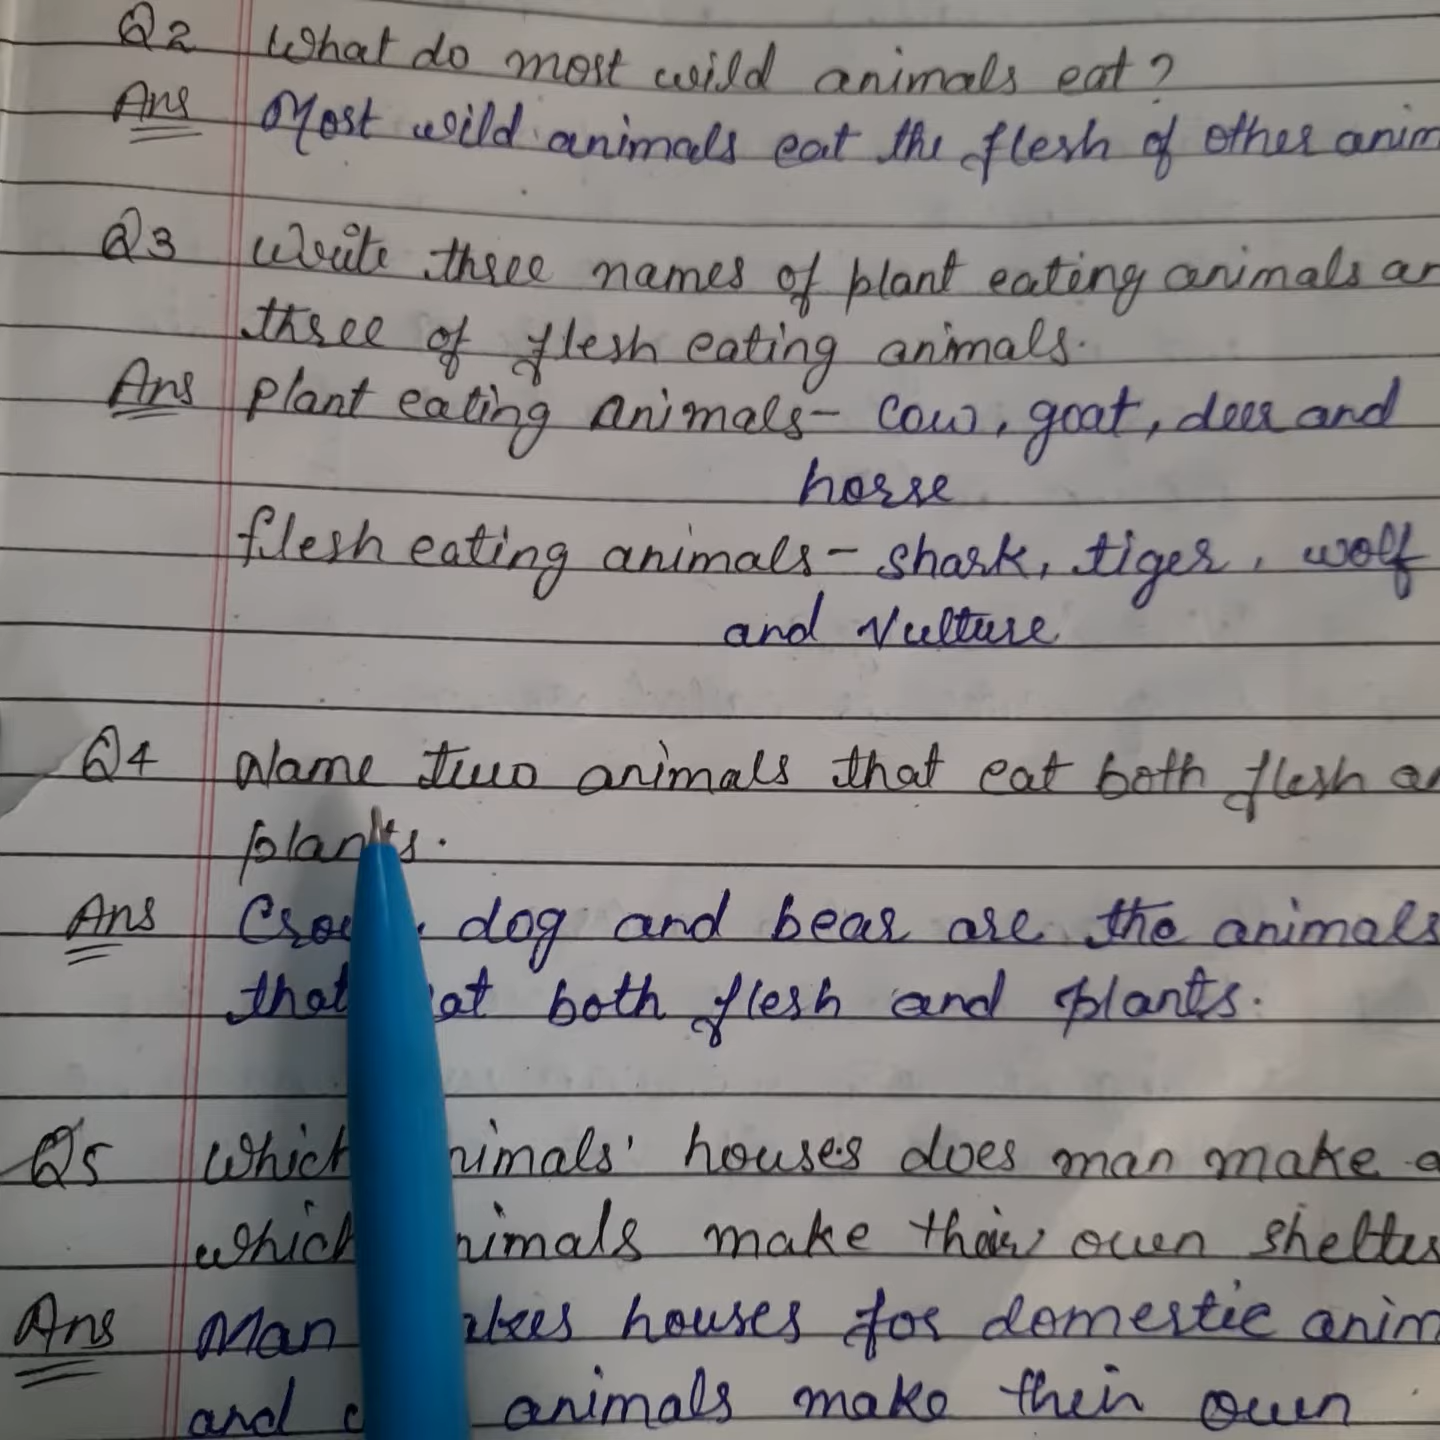 Q2 What do most wild animals eat?
Ans Most wild animals eat the flesh of other anim
Q3 Write three names of plant eating animals
three of flesh eating animals.
Ans Plant eating animals - Cow, goat, deer and
horse
flesh eating animals - Shark, tiger, wolf
and Vulture
Q4 Name two animals that eat both flesh
plants.
Ans dog and bear are the animals
that both flesh and plants.
Q5 Which houses does man make
which make their own shelter
Ans Man houses for domestic anim
and animals make their own